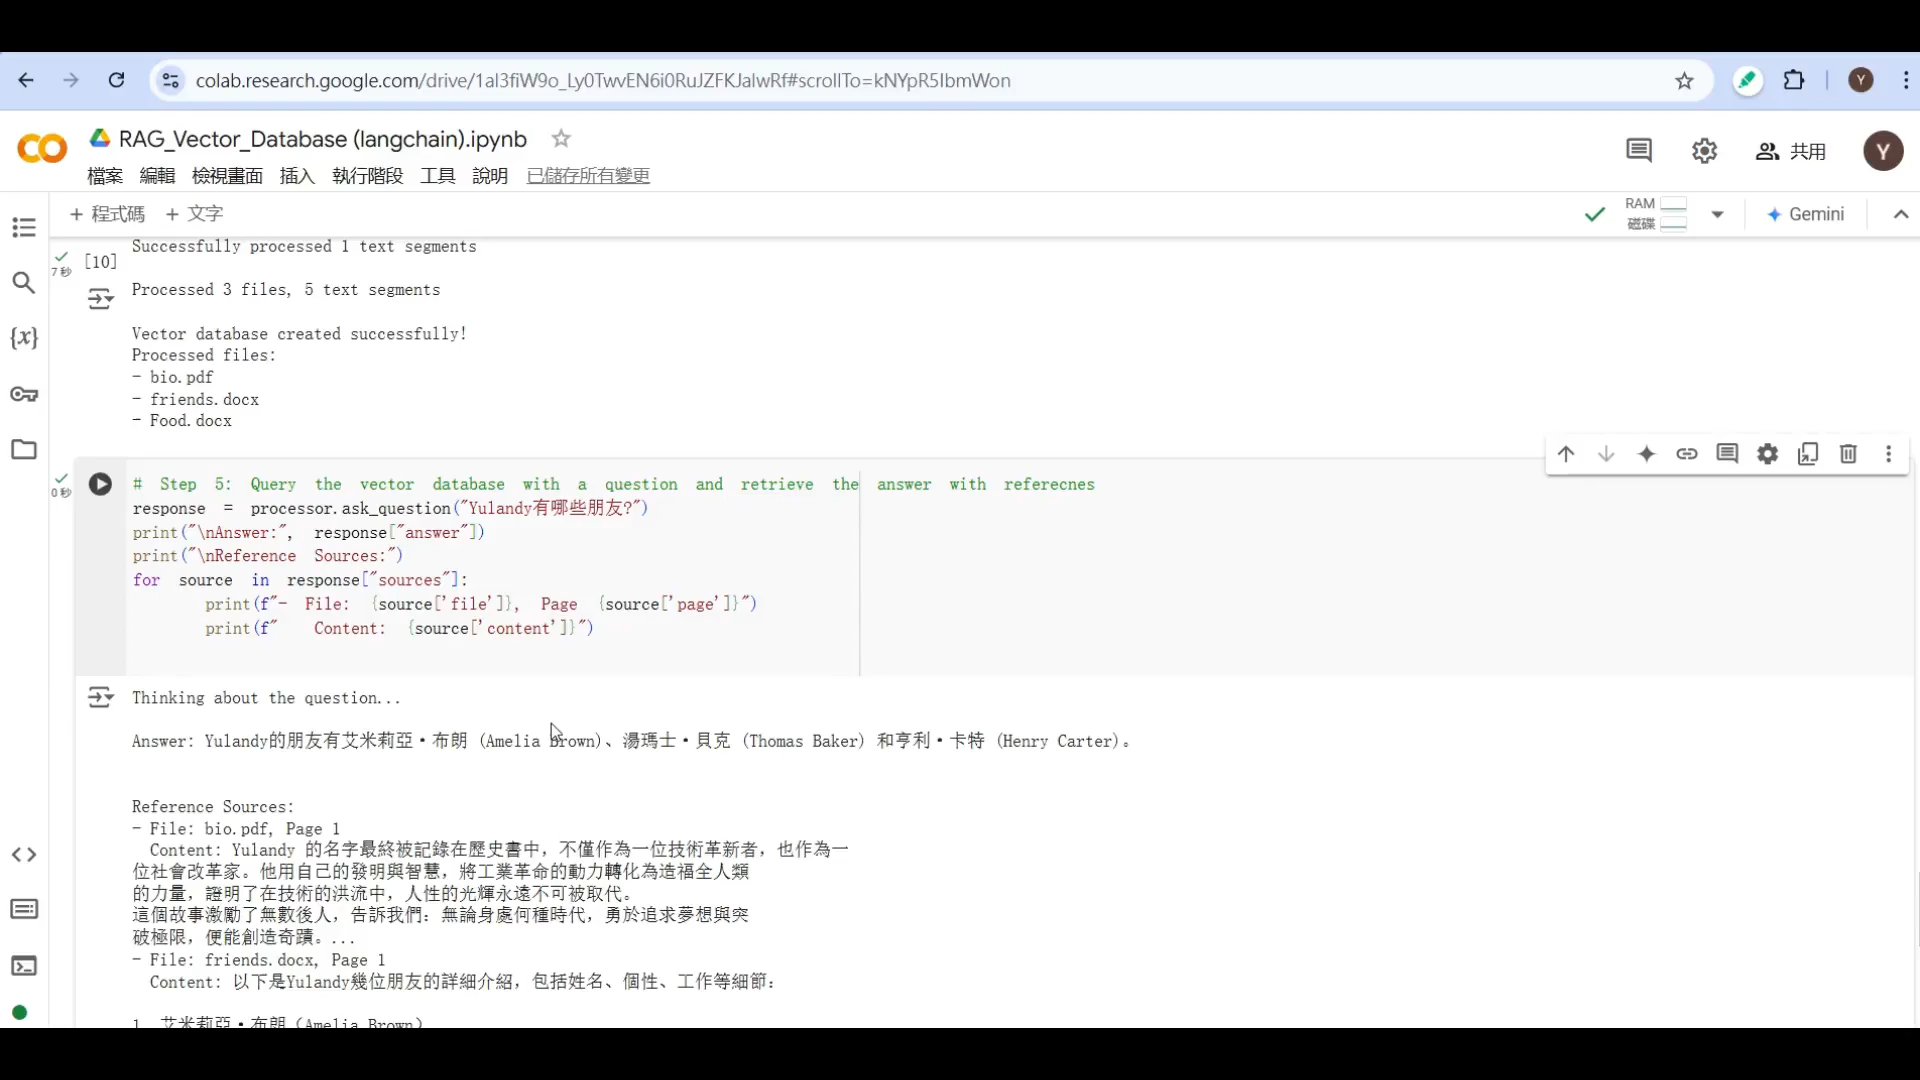 colab.research.google.com/drive/1al3fiW9o_Ly0TwvEN6i0RuJZFKJalwRf#scrollTo=kNYpR5IbmWon
Y
RAG_Vector_Database (langchain).ipynb
共用
Y
檔案 編輯 檢視畫面 插入 執行階段 工具 說明 已儲存所有變更
+ 程式碼 + 文字
RAM
磁碟
Gemini
Successfully processed 1 text segments
7 秒
[10]
Processed 3 files, 5 text segments
Vector database created successfully!
Processed files:
- bio.pdf
- friends.docx
- Food.docx
0 秒
# Step 5: Query the vector database with a question and retrieve the answer with referecnes
response = processor.ask_question("Yulandy有哪些朋友?")
print("\nAnswer:", response["answer"])
print("\nReference Sources:")
for source in response["sources"]:
print(f"- File: {source['file']}, Page {source['page']}")
print(f" Content: {source['content']}")
Thinking about the question...
Answer: Yulandy的朋友有艾米莉亞·布朗 (Amelia Brown)、湯瑪士·貝克 (Thomas Baker) 和亨利·卡特 (Henry Carter)。
Reference Sources:
- File: bio.pdf, Page 1
Content: Yulandy 的名字最終被記錄在歷史書中，不僅作為一位技術革新者，也作為一
位社會改革家。他用自己的發明與智慧，將工業革命的動力轉化為造福全人類
的力量，證明了在技術的洪流中，人性的光輝永遠不可被取代。
這個故事激勵了無數後人，告訴我們：無論身處何種時代，勇於追求夢想與突
破極限，便能創造奇蹟。...
- File: friends.docx, Page 1
Content: 以下是Yulandy幾位朋友的詳細介紹，包括姓名、個性、工作等細節：
1. 艾米莉亞·布朗（Amelia Brown）